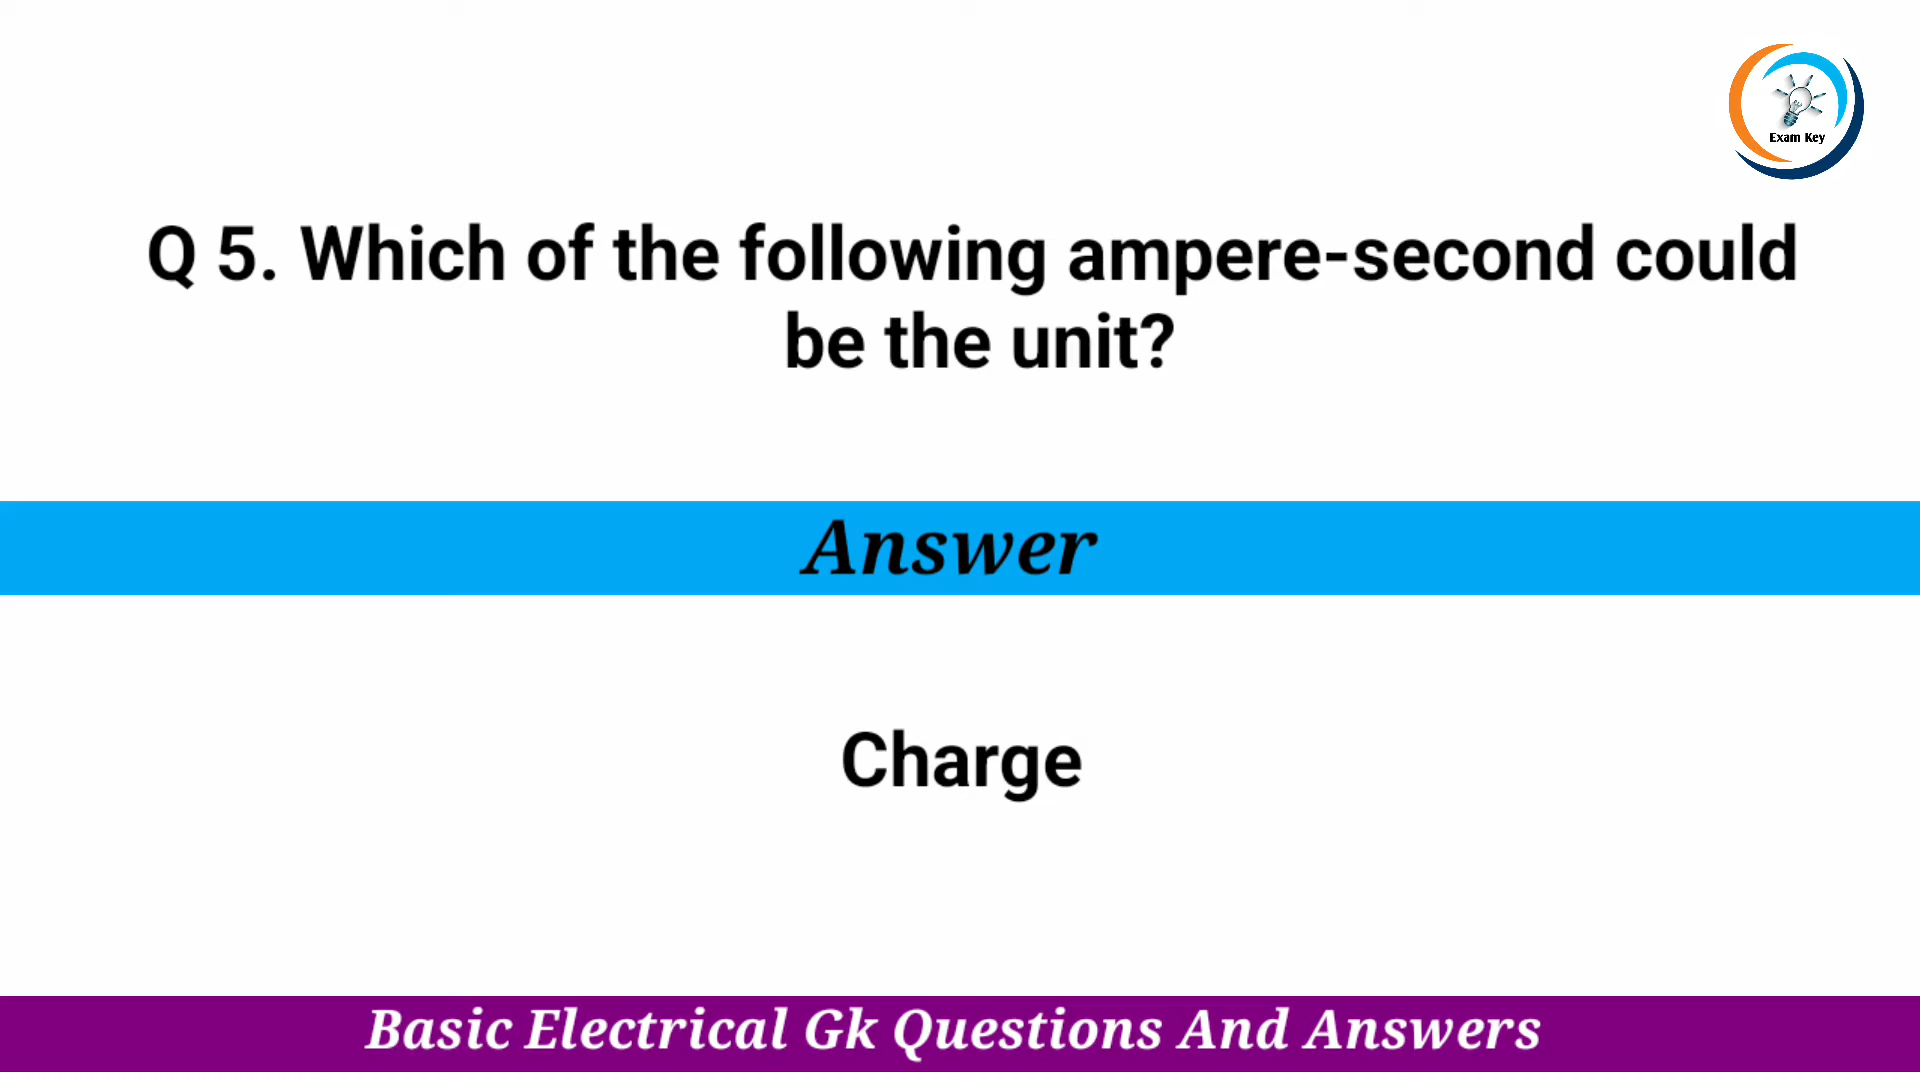 Exam Key
Q 5. Which of the following ampere-second could
be the unit?
Answer
Charge
Basic Electrical Gk Questions And Answers